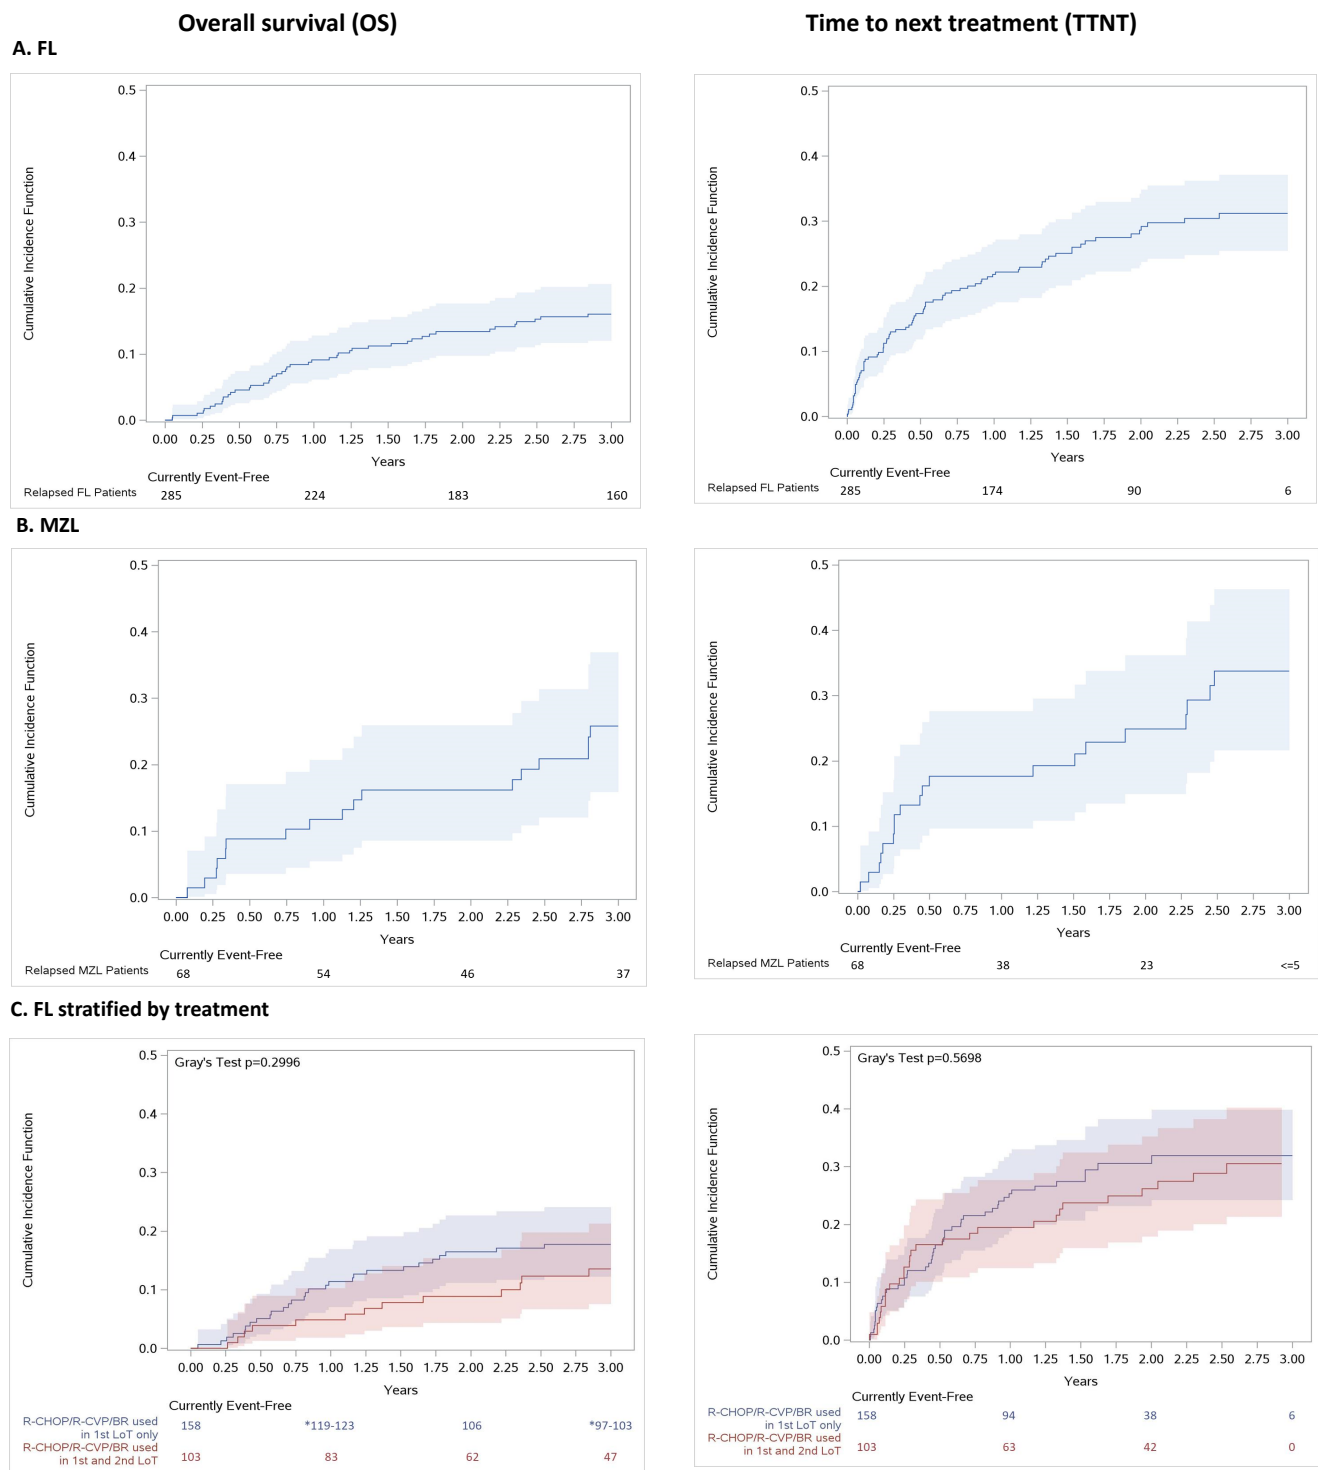 Overall survival (OS)
Time to next treatment (TTNT)
A. FL
Cumulative Incidence Function
0.5
0.4
0.3
0.2
0.1
0.0
0.00 0.25 0.50 0.75 1.00 1.25 1.50 1.75 2.00 2.25 2.50 2.75 3.00
Years
Currently Event-Free
Relapsed FL Patients 285 224 183 160
Cumulative Incidence Function
0.5
0.4
0.3
0.2
0.1
0.0
0.00 0.25 0.50 0.75 1.00 1.25 1.50 1.75 2.00 2.25 2.50 2.75 3.00
Years
Currently Event-Free
Relapsed FL Patients 285 174 90 6
B. MZL
Cumulative Incidence Function
0.5
0.4
0.3
0.2
0.1
0.0
0.00 0.25 0.50 0.75 1.00 1.25 1.50 1.75 2.00 2.25 2.50 2.75 3.00
Years
Currently Event-Free
Relapsed MZL Patients 68 54 46 37
Cumulative Incidence Function
0.5
0.4
0.3
0.2
0.1
0.0
0.00 0.25 0.50 0.75 1.00 1.25 1.50 1.75 2.00 2.25 2.50 2.75 3.00
Years
Currently Event-Free
Relapsed MZL Patients 68 38 23 <=5
C. FL stratified by treatment
Gray's Test p=0.2996
Cumulative Incidence Function
0.5
0.4
0.3
0.2
0.1
0.0
0.00 0.25 0.50 0.75 1.00 1.25 1.50 1.75 2.00 2.25 2.50 2.75 3.00
Years
Currently Event-Free
R-CHOP/R-CVP/BR used
in 1st LoT only
158 *119-123 106 *97-103
R-CHOP/R-CVP/BR used
in 1st and 2nd LoT
103 83 62 47
Gray's Test p=0.5698
Cumulative Incidence Function
0.5
0.4
0.3
0.2
0.1
0.0
0.00 0.25 0.50 0.75 1.00 1.25 1.50 1.75 2.00 2.25 2.50 2.75 3.00
Years
Currently Event-Free
R-CHOP/R-CVP/BR used
in 1st LoT only
158 94 38 6
R-CHOP/R-CVP/BR used
in 1st and 2nd LoT
103 63 42 0